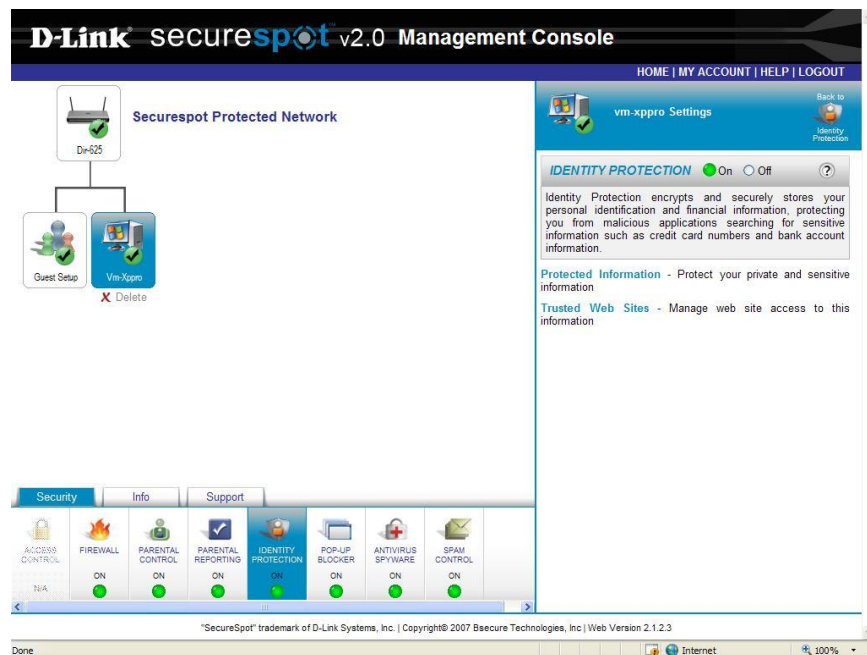 D-Link securespot v2.0 Management Console
HOME | MY ACCOUNT | HELP | LOGOUT
Dir-625
Securespot Protected Network
Guest Setup
Vm-Xppro
X Delete
vm-xppro Settings
Back to
Identity
Protection
IDENTITY PROTECTION On Off ?
Identity Protection encrypts and securely stores your
personal identification and financial information, protecting
you from malicious applications searching for sensitive
information such as credit card numbers and bank account
information.
Protected Information - Protect your private and sensitive
information
Trusted Web Sites - Manage web site access to this
information
Security Info Support
ACCESS
CONTROL
N/A
FIREWALL
ON
PARENTAL
CONTROL
ON
PARENTAL
REPORTING
ON
IDENTITY
PROTECTION
ON
POP-UP
BLOCKER
ON
ANTIVIRUS
SPYWARE
ON
SPAM
CONTROL
ON
"SecureSpot" trademark of D-Link Systems, Inc. | Copyright© 2007 Bsecure Technologies, Inc | Web Version 2.1.2.3
Done Internet 100%